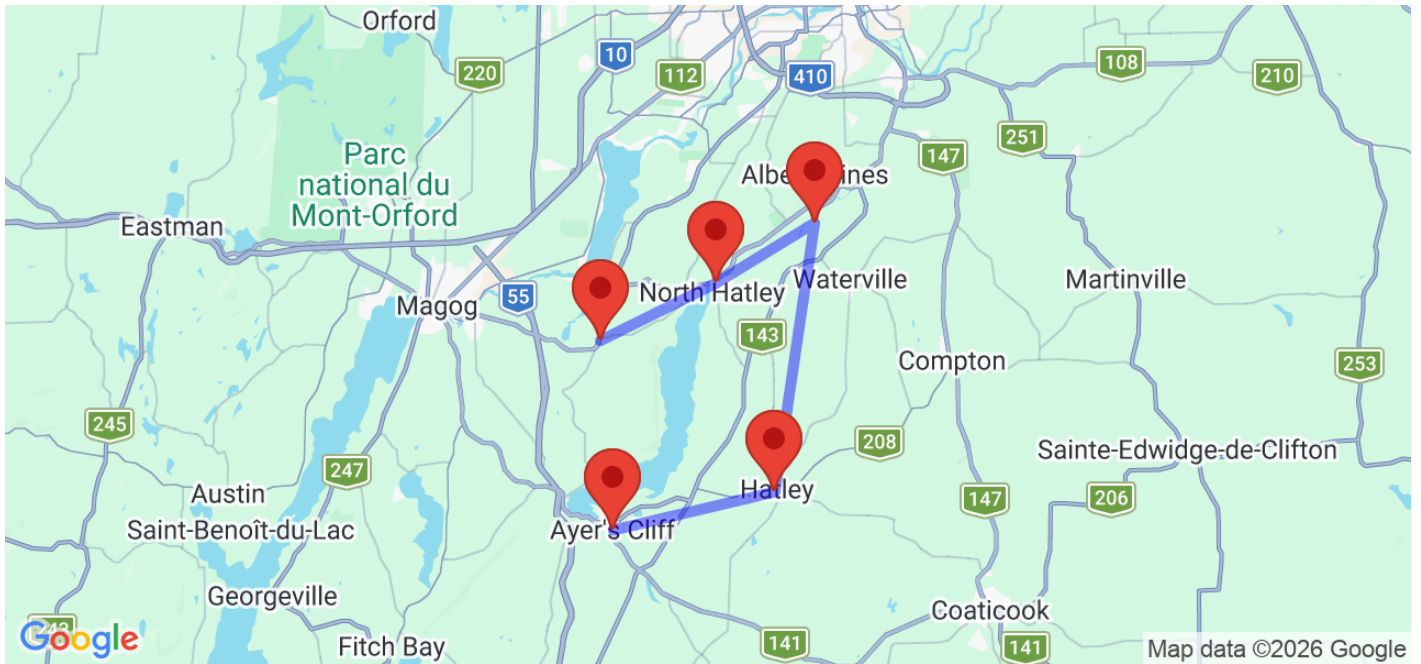 Orford
10
220
112
410
108
210
251
147
Parc
national du
Mont-Orford
Eastman
North Hatley
Waterville
Martinville
Magog
55
143
Compton
253
245
247
208
Sainte-Edwidge-de-Clifton
Austin
Hatley
147
206
Saint-Benoît-du-Lac
Ayer's Cliff
Georgeville
Coaticook
Fitch Bay
141
141
Google
Map data ©2026 Google